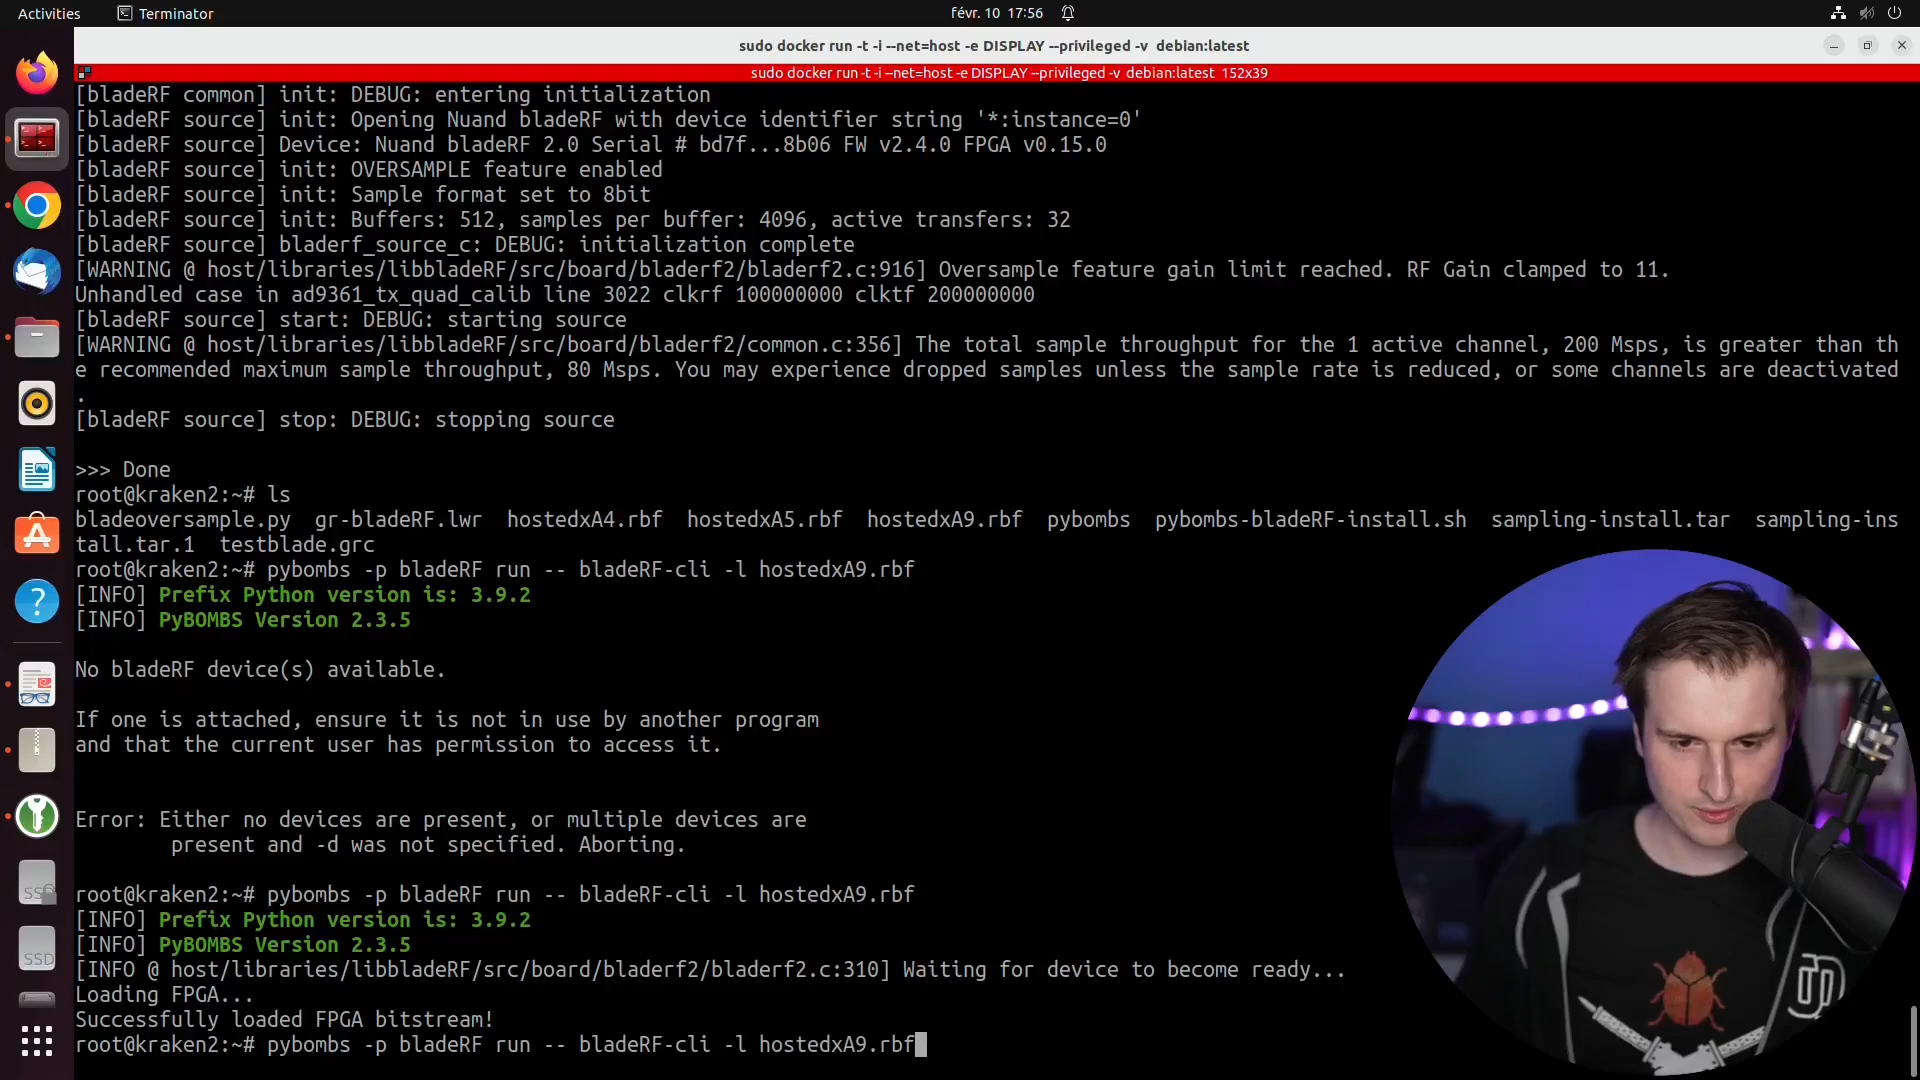 Activities
Terminator
févr. 10 17:56
sudo docker run -t -i --net=host -e DISPLAY --privileged -v  debian:latest
sudo docker run -t -i --net=host -e DISPLAY --privileged -v  debian:latest 152x39
[bladeRF common] init: DEBUG: entering initialization
[bladeRF source] init: Opening Nuand bladeRF with device identifier string '*:instance=0'
[bladeRF source] Device: Nuand bladeRF 2.0 Serial # bd7f...8b06 FW v2.4.0 FPGA v0.15.0
[bladeRF source] init: OVERSAMPLE feature enabled
[bladeRF source] init: Sample format set to 8bit
[bladeRF source] init: Buffers: 512, samples per buffer: 4096, active transfers: 32
[bladeRF source] bladerf_source_c: DEBUG: initialization complete
[WARNING @ host/libraries/libbladeRF/src/board/bladerf2/bladerf2.c:916] Oversample feature gain limit reached. RF Gain clamped to 11.
Unhandled case in ad9361_tx_quad_calib line 3022 clkrf 100000000 clktf 200000000
[bladeRF source] start: DEBUG: starting source
[WARNING @ host/libraries/libbladeRF/src/board/bladerf2/common.c:356] The total sample throughput for the 1 active channel, 200 Msps, is greater than th
e recommended maximum sample throughput, 80 Msps. You may experience dropped samples unless the sample rate is reduced, or some channels are deactivated
.
[bladeRF source] stop: DEBUG: stopping source
>>> Done
root@kraken2:~# ls
bladeoversample.py  gr-bladeRF.lwr  hostedxA4.rbf  hostedxA5.rbf  hostedxA9.rbf  pybombs  pybombs-bladeRF-install.sh  sampling-install.tar  sampling-ins
tall.tar.1  testblade.grc
root@kraken2:~# pybombs -p bladeRF run -- bladeRF-cli -l hostedxA9.rbf
[INFO] Prefix Python version is: 3.9.2
[INFO] PyBOMBS Version 2.3.5
No bladeRF device(s) available.
If one is attached, ensure it is not in use by another program
and that the current user has permission to access it.
Error: Either no devices are present, or multiple devices are
present and -d was not specified. Aborting.
root@kraken2:~# pybombs -p bladeRF run -- bladeRF-cli -l hostedxA9.rbf
[INFO] Prefix Python version is: 3.9.2
[INFO] PyBOMBS Version 2.3.5
[INFO @ host/libraries/libbladeRF/src/board/bladerf2/bladerf2.c:310] Waiting for device to become ready...
Loading FPGA...
Successfully loaded FPGA bitstream!
root@kraken2:~# pybombs -p bladeRF run -- bladeRF-cli -l hostedxA9.rbf
SSD
SSD